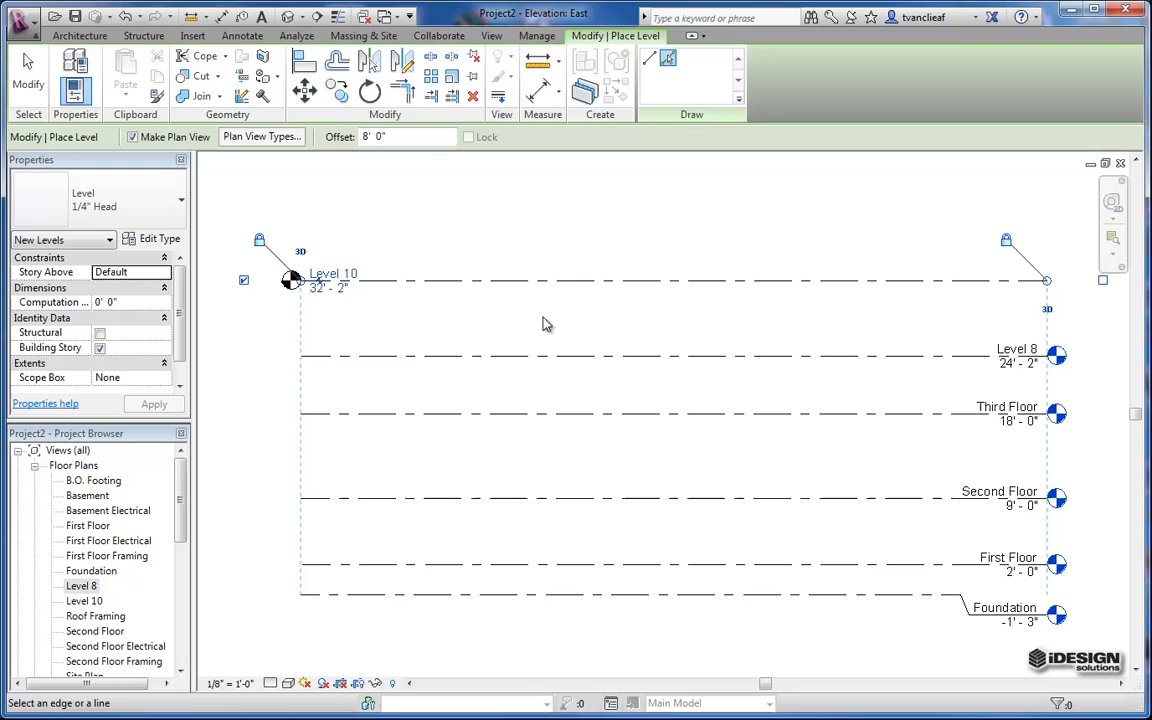 Project2 - Elevation: East
Type a keyword or phrase
tvanclieaf
Architecture Structure Insert Annotate Analyze Massing & Site Collaborate View Manage Modify | Place Level
Modify
Paste
Cope
Cut
Join
Select Properties Clipboard Geometry Modify View Measure Create Draw
Modify | Place Level
Make Plan View
Plan View Types...
Offset: 8' 0"
Lock
Properties
Level
1/4" Head
New Levels
Edit Type
Constraints
Story Above Default
Dimensions
Computation ... 0' 0"
Identity Data
Structural
Building Story
Extents
Scope Box None
Properties help
Apply
Project2 - Project Browser
Views (all)
Floor Plans
B.O. Footing
Basement
Basement Electrical
First Floor
First Floor Electrical
First Floor Framing
Foundation
Level 8
Level 10
Roof Framing
Second Floor
Second Floor Electrical
Second Floor Framing
Site Plan
3D
Level 10
32' - 2"
3D
Level 8
24' - 2"
Third Floor
18' - 0"
Second Floor
9' - 0"
First Floor
2' - 0"
Foundation
-1' - 3"
2D
iDESIGN
solutions
1/8" = 1'-0"
Select an edge or a line
:0
Main Model
:0